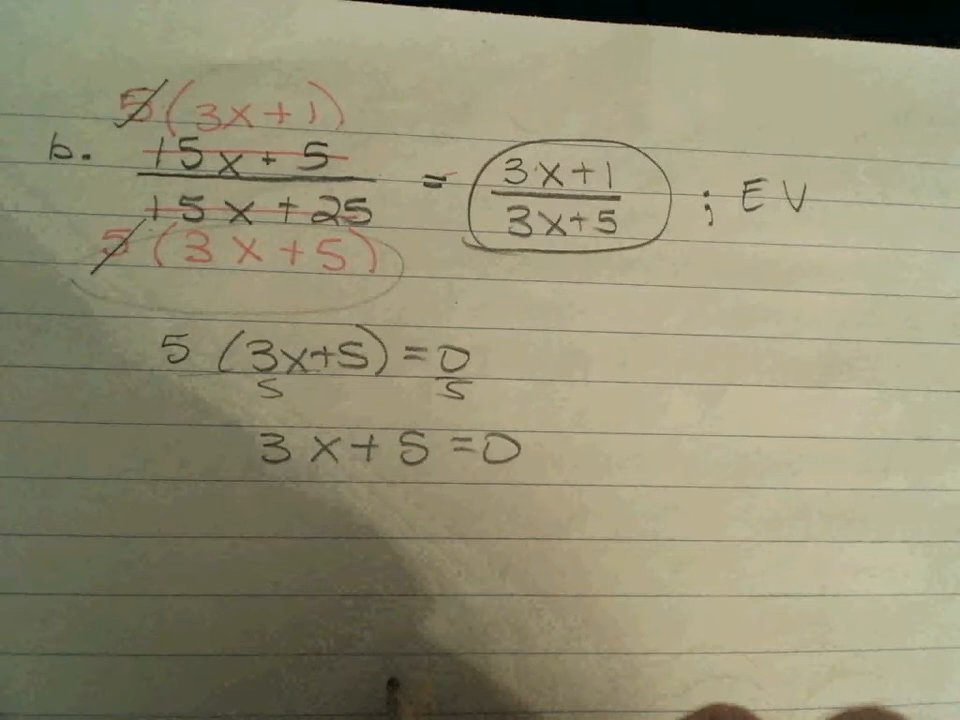 5(3x+1)
b. 15x+5 = 3x+1 ; EV
15x+25 3x+5
5(3x+5)
5(3x+5)=0
5 5
3x+5=0